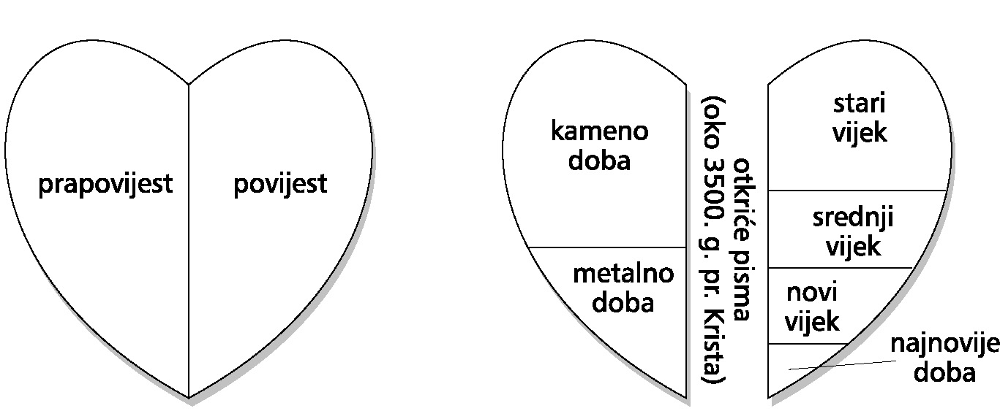 prapovijest
povijest
kameno
doba
metalno
doba
otkriće pisma
(oko 3500. g. pr. Krista)
stari
vijek
srednji
vijek
novi
vijek
najnovije
doba